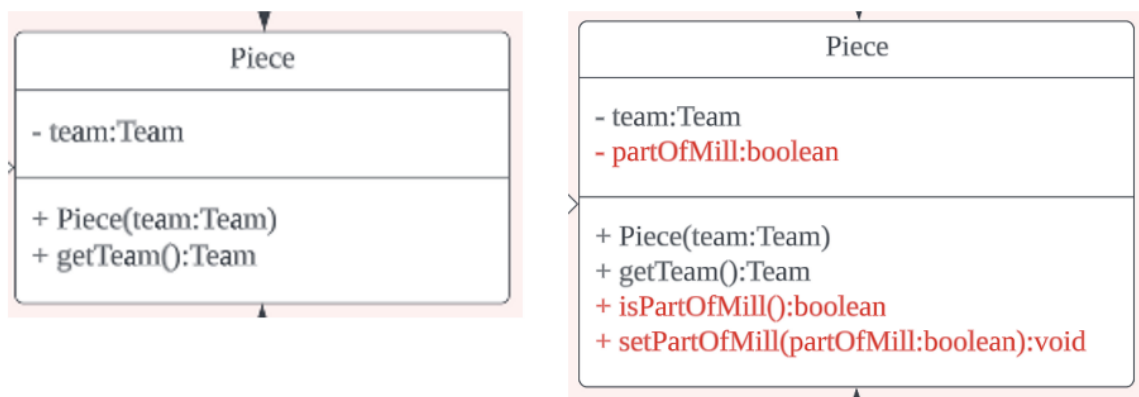 Piece
- team:Team
+ Piece(team:Team)
+ getTeam():Team
Piece
- team:Team
- partOfMill:boolean
+ Piece(team:Team)
+ getTeam():Team
+ isPartOfMill():boolean
+ setPartOfMill(partOfMill:boolean):void